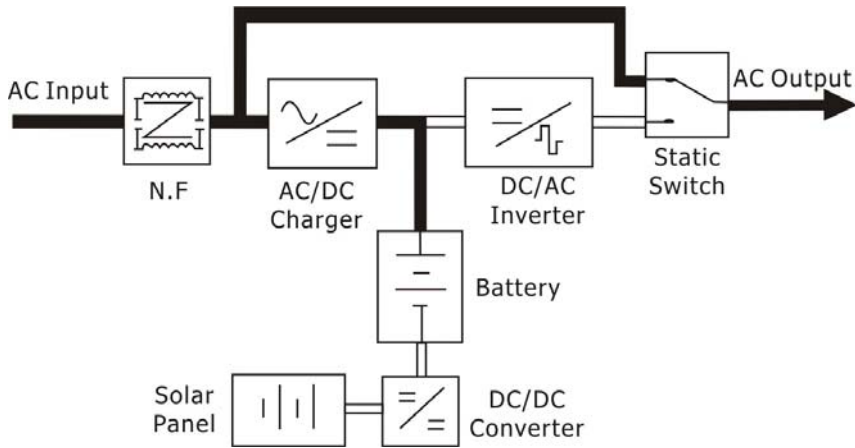 AC Input
AC Output
N.F
AC/DC
Charger
DC/AC
Inverter
Static
Switch
Battery
Solar
Panel
DC/DC
Converter